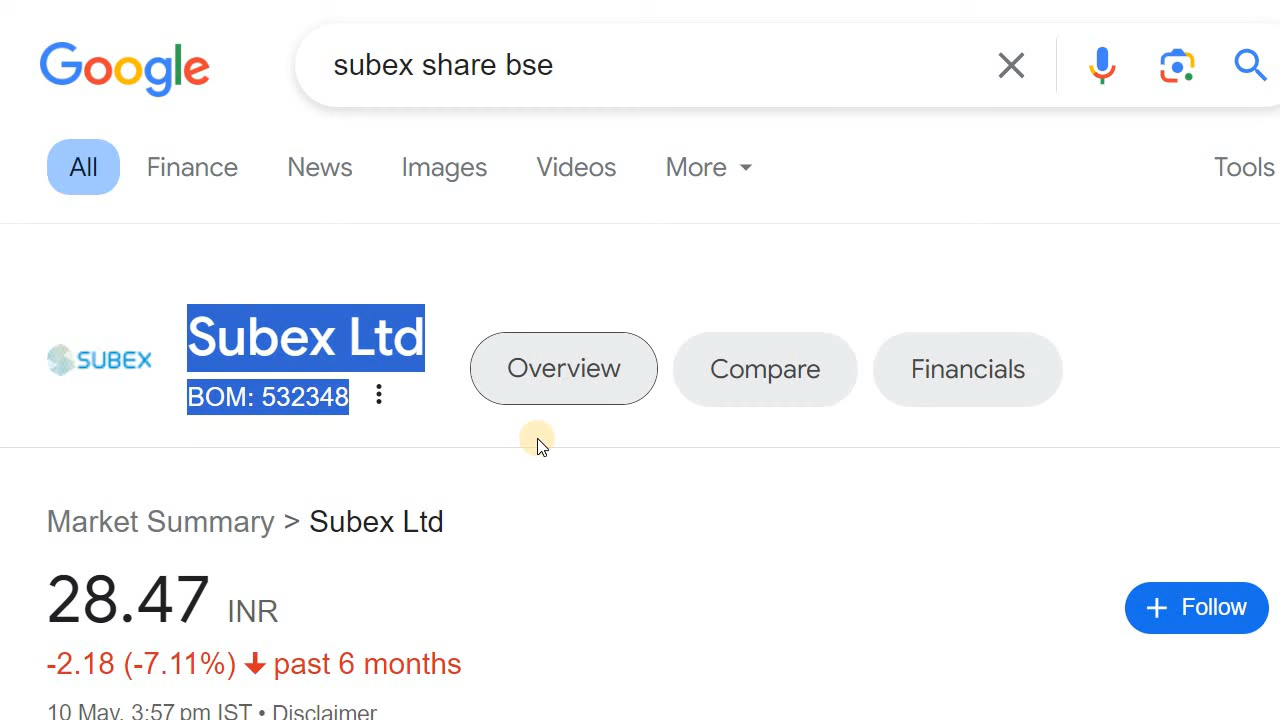 Google
subex share bse
All Finance News Images Videos More Tools
SUBEX
Subex Ltd
BOM: 532348
Overview Compare Financials
Market Summary > Subex Ltd
28.47 INR
+ Follow
-2.18 (-7.11%) ↓ past 6 months
10 May, 3:57 pm IST • Disclaimer